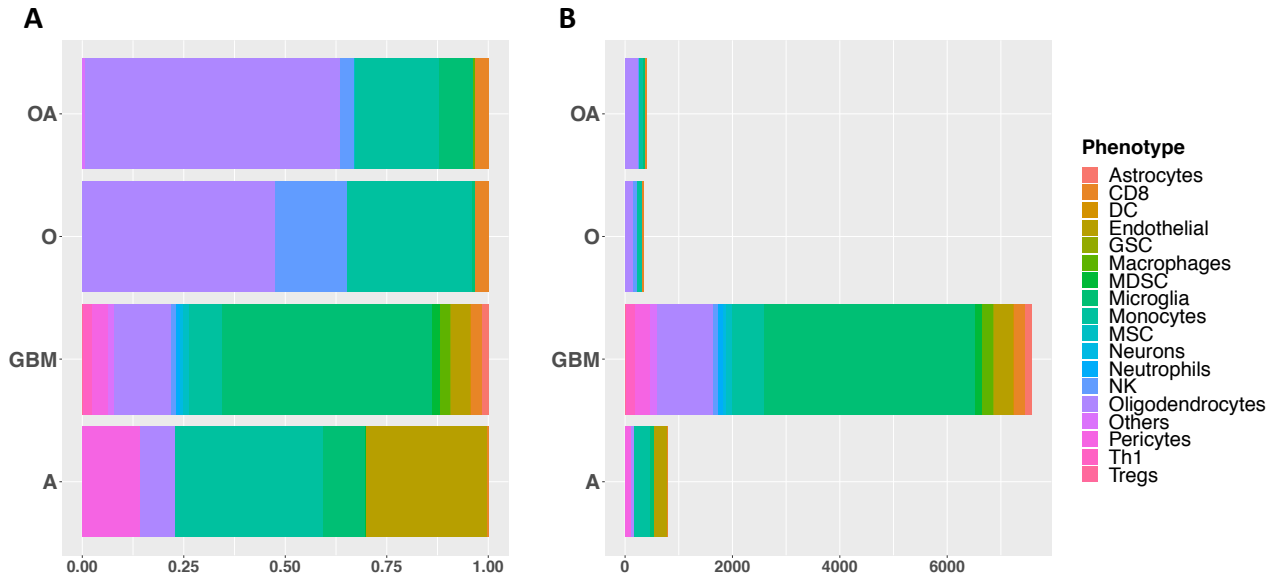 A
B
OA
O
GBM
A
0.00 0.25 0.50 0.75 1.00
OA
O
GBM
A
0 2000 4000 6000
Phenotype
Astrocytes
CD8
DC
Endothelial
GSC
Macrophages
MDSC
Microglia
Monocytes
MSC
Neurons
Neutrophils
NK
Oligodendrocytes
Others
Pericytes
Th1
Tregs